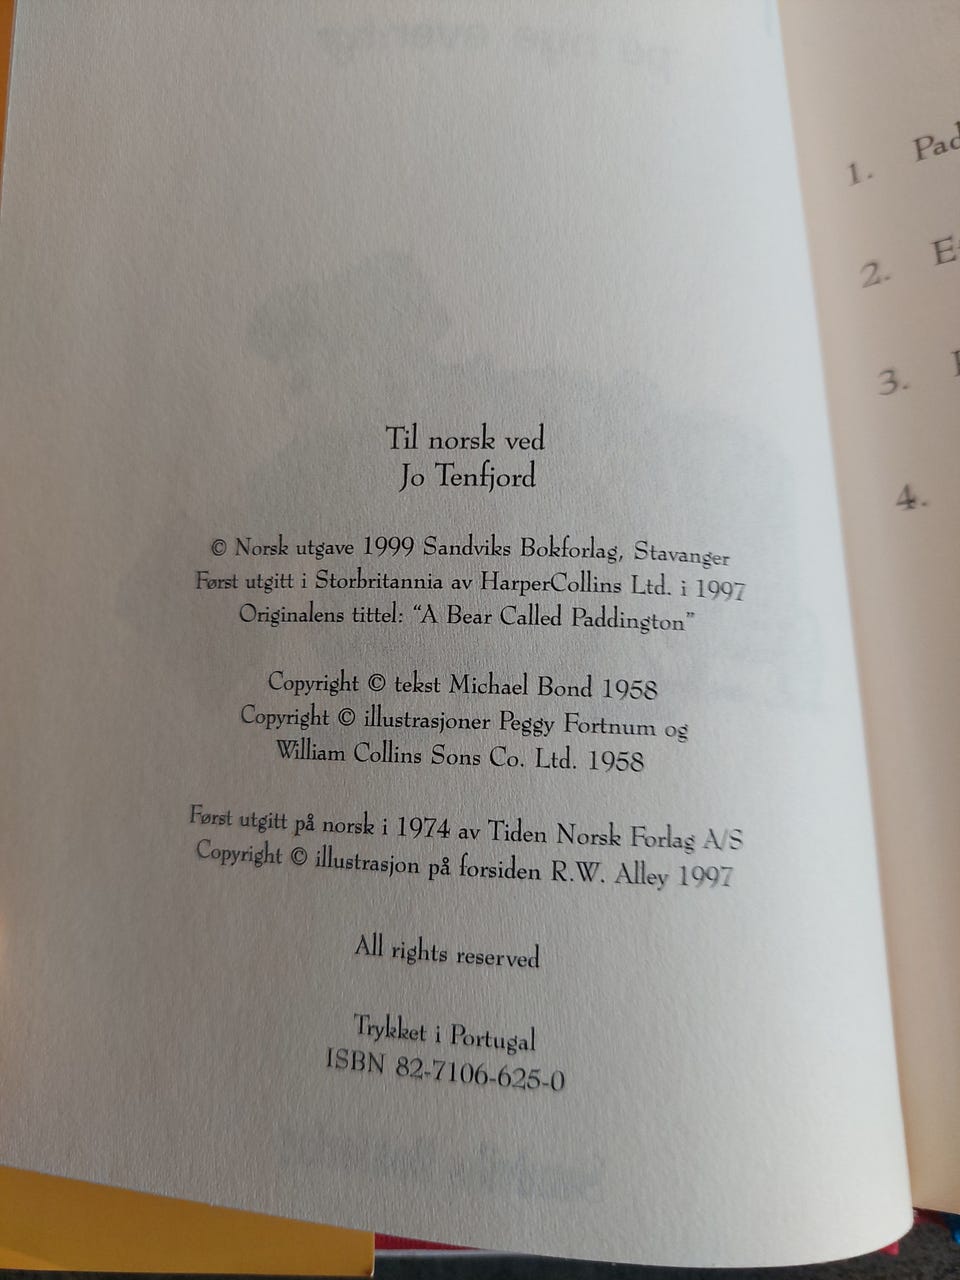 Til norsk ved
Jo Tenfjord
© Norsk utgave 1999 Sandviks Bokforlag, Stavanger
Først utgitt i Storbritannia av HarperCollins Ltd. i 1997
Originalens tittel: “A Bear Called Paddington”
Copyright © tekst Michael Bond 1958
Copyright © illustrasjoner Peggy Fortnum og
William Collins Sons Co. Ltd. 1958
Først utgitt på norsk i 1974 av Tiden Norsk Forlag A/S
Copyright © illustrasjon på forsiden R.W. Alley 1997
All rights reserved
Trykket i Portugal
ISBN 82-7106-625-0
1. Pad
2. E
3.
4.